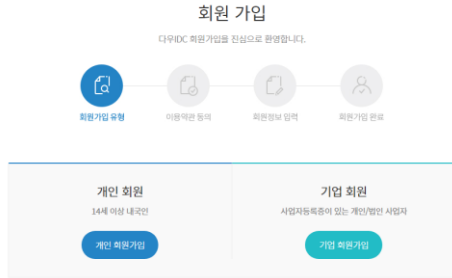 회원 가입
다우IDC 회원가입을 진심으로 환영합니다.
회원가입 유형
이용약관 동의
회원정보 입력
회원가입 완료
개인 회원
14세 이상 내국인
개인 회원가입
기업 회원
사업자등록증이 있는 개인/법인 사업자
기업 회원가입